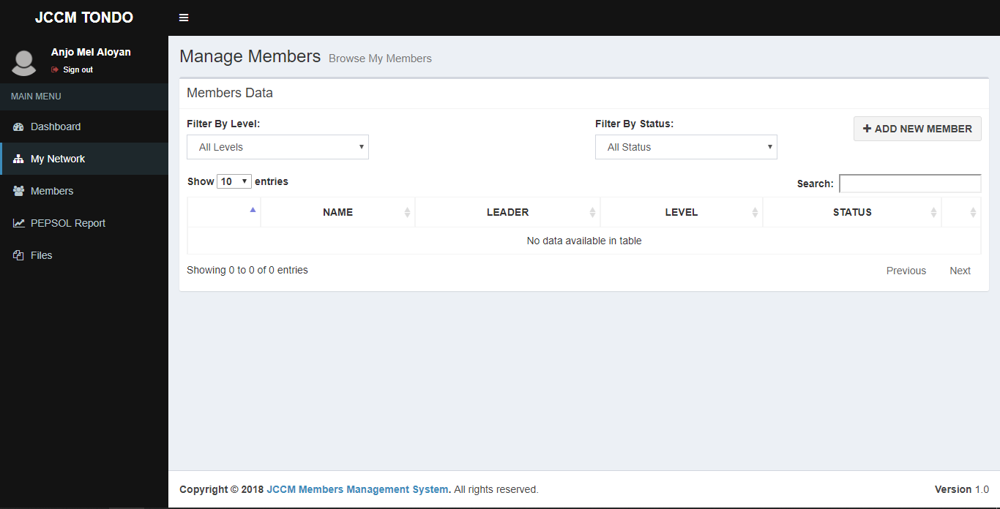 JCCM TONDO
Anjo Mel Aloyan
Sign out
MAIN MENU
Dashboard
My Network
Members
PEPSOL Report
Files
Manage Members Browse My Members
Members Data
Filter By Level: Filter By Status:
All Levels All Status + ADD NEW MEMBER
Show 10 entries Search:
NAME LEADER LEVEL STATUS
No data available in table
Showing 0 to 0 of 0 entries Previous Next
Copyright © 2018 JCCM Members Management System. All rights reserved. Version 1.0